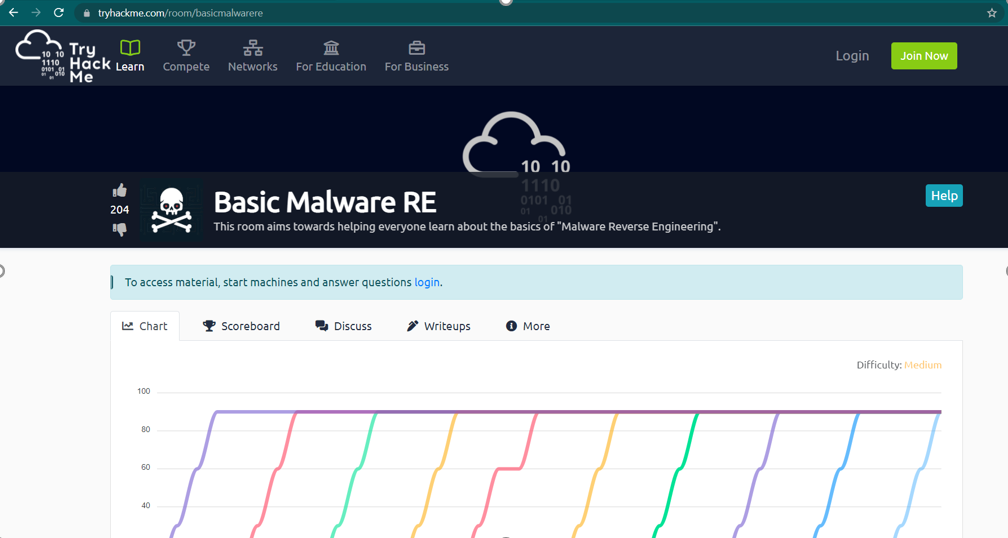 tryhackme.com/room/basicmalwarere
10 10
1110
0101 01
01 010
Try
Hack
Me
Learn
Compete
Networks
For Education
For Business
Login
Join Now
10 10
1110
0101 01
01 010
01
204
Basic Malware RE
This room aims towards helping everyone learn about the basics of "Malware Reverse Engineering".
Help
To access material, start machines and answer questions login.
Chart
Scoreboard
Discuss
Writeups
More
Difficulty: Medium
100
80
60
40